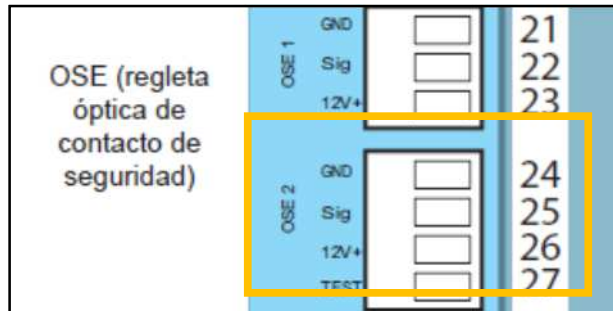 OSE (regleta
óptica de
contacto de
seguridad)
OSE 1
GND 21
Sig 22
12V+ 23
OSE 2
GND 24
Sig 25
12V+ 26
TEST 27